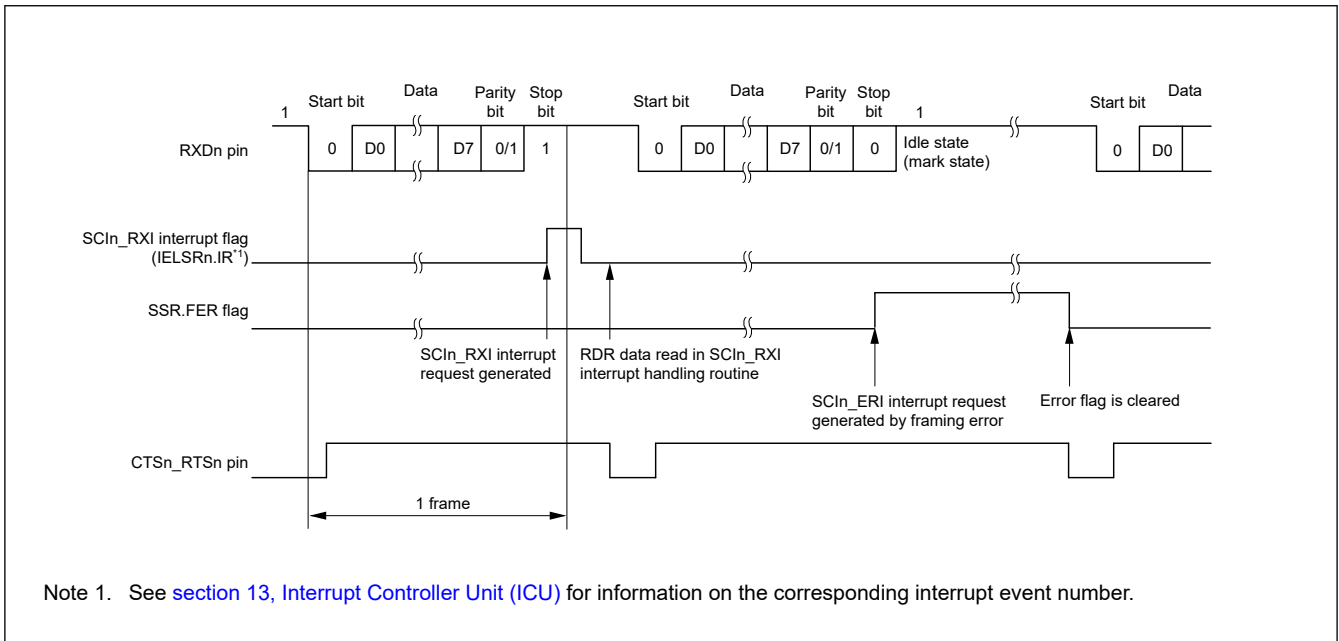 1 Start bit Data Parity bit Stop bit Start bit Data Parity bit Stop bit 1 Start bit Data
RXDn pin 0 D0 D7 0/1 1 0 D0 D7 0/1 0 Idle state (mark state) 0 D0
SCIn_RXI interrupt flag
(IELSRn.IR*1)
SSR.FER flag
SCIn_RXI interrupt
request generated
RDR data read in SCIn_RXI
interrupt handling routine
SCIn_ERI interrupt request
generated by framing error
Error flag is cleared
CTSn_RTSn pin
1 frame
Note 1. See section 13, Interrupt Controller Unit (ICU) for information on the corresponding interrupt event number.